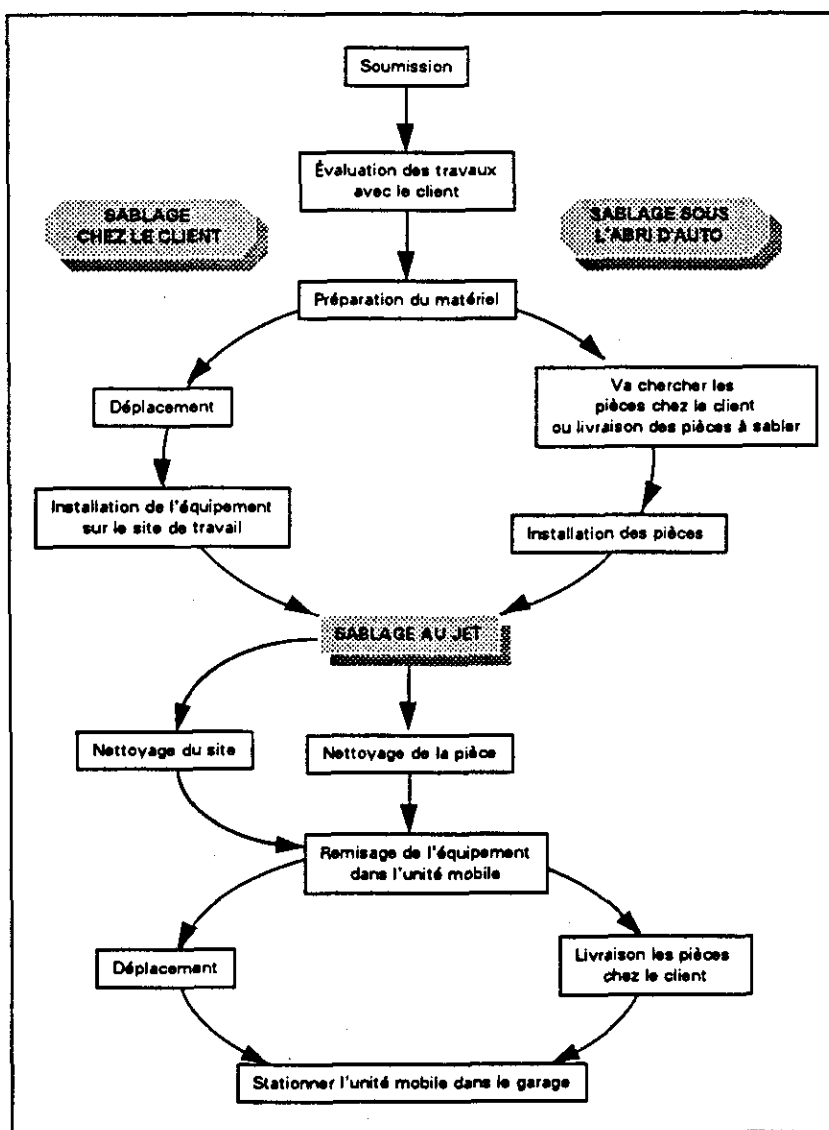 Soumission
Évaluation des travaux
avec le client
SABLAGE
CHEZ LE CLIENT
SABLAGE SOUS
L'ABRI D'AUTO
Préparation du matériel
Déplacement
Va chercher les
pièces chez le client
ou livraison des pièces à sabler
Installation de l'équipement
sur le site de travail
Installation des pièces
SABLAGE AU JET
Nettoyage du site
Nettoyage de la pièce
Remisage de l'équipement
dans l'unité mobile
Déplacement
Livraison les pièces
chez le client
Stationner l'unité mobile dans le garage